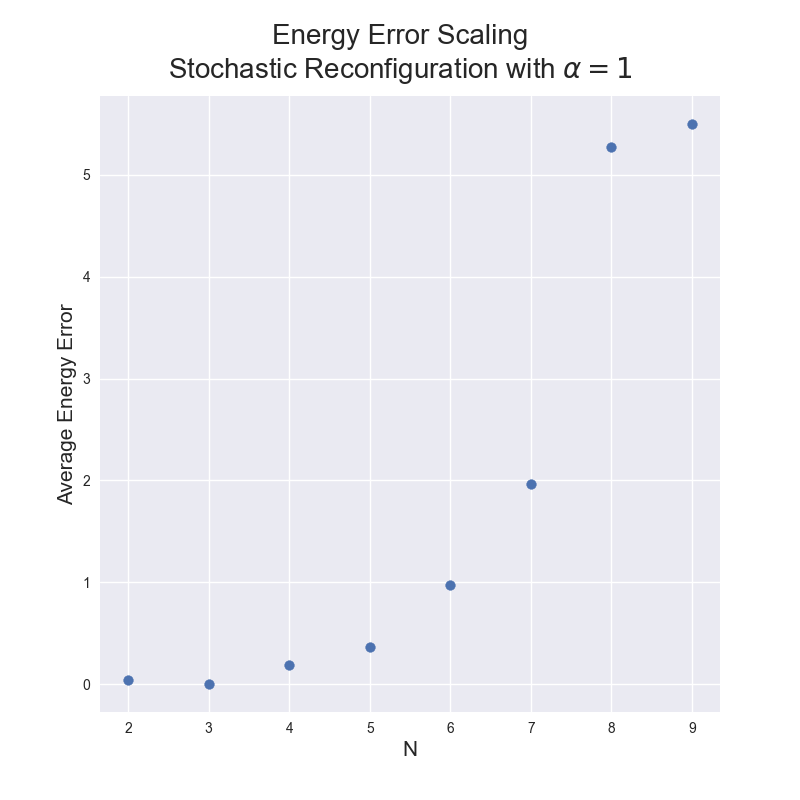 Energy Error Scaling
Stochastic Reconfiguration with α = 1
Average Energy Error
5
4
3
2
1
0
2 3 4 5 6 7 8 9
N